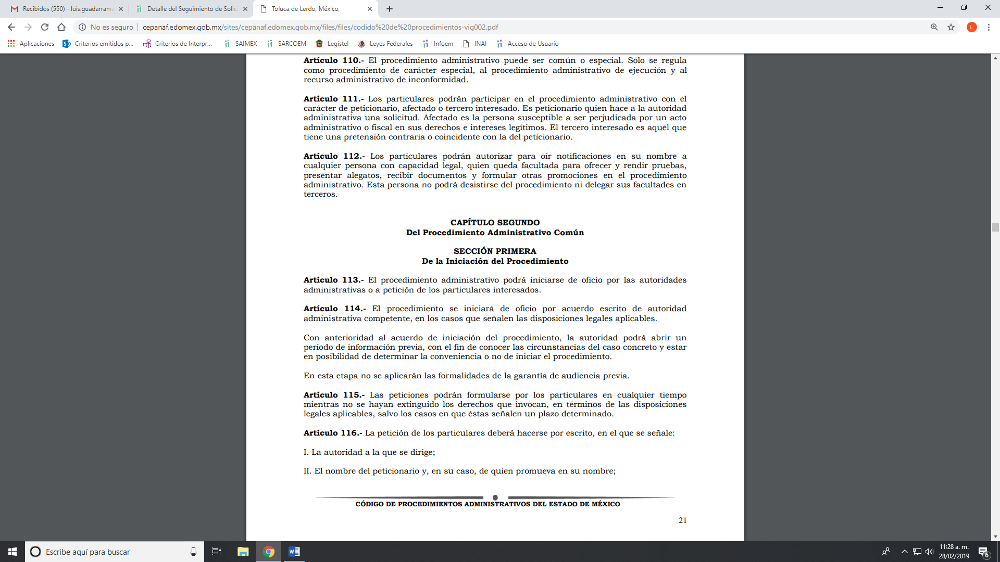 Recibidos (550) - luis.guadarrama
Detalle del Seguimiento de Solici
Toluca de Lerdo, México,
No es seguro | cepanaf.edomex.gob.mx/sites/cepanaf.edomex.gob.mx/files/files/codido%20de%20procedimientos-vig002.pdf
L
Aplicaciones
Criterios emitidos p...
Criterios de Interpr...
SAIMEX
SARCOEM
Legistel
Leyes Federales
Infoem
INAI
Acceso de Usuario
Artículo 110.- El procedimiento administrativo puede ser común o especial. Sólo se regula
como procedimiento de carácter especial, al procedimiento administrativo de ejecución y al
recurso administrativo de inconformidad.
Artículo 111.- Los particulares podrán participar en el procedimiento administrativo con el
carácter de peticionario, afectado o tercero interesado. Es peticionario quien hace a la autoridad
administrativa una solicitud. Afectado es la persona susceptible a ser perjudicada por un acto
administrativo o fiscal en sus derechos e intereses legítimos. El tercero interesado es aquél que
tiene una pretensión contraria o coincidente con la del peticionario.
Artículo 112.- Los particulares podrán autorizar para oír notificaciones en su nombre a
cualquier persona con capacidad legal, quien queda facultada para ofrecer y rendir pruebas,
presentar alegatos, recibir documentos y formular otras promociones en el procedimiento
administrativo. Esta persona no podrá desistirse del procedimiento ni delegar sus facultades en
terceros.
CAPÍTULO SEGUNDO
Del Procedimiento Administrativo Común
SECCIÓN PRIMERA
De la Iniciación del Procedimiento
Artículo 113.- El procedimiento administrativo podrá iniciarse de oficio por las autoridades
administrativas o a petición de los particulares interesados.
Artículo 114.- El procedimiento se iniciará de oficio por acuerdo escrito de autoridad
administrativa competente, en los casos que señalen las disposiciones legales aplicables.
Con anterioridad al acuerdo de iniciación del procedimiento, la autoridad podrá abrir un
período de información previa, con el fin de conocer las circunstancias del caso concreto y estar
en posibilidad de determinar la conveniencia o no de iniciar el procedimiento.
En esta etapa no se aplicarán las formalidades de la garantía de audiencia previa.
Artículo 115.- Las peticiones podrán formularse por los particulares en cualquier tiempo
mientras no se hayan extinguido los derechos que invocan, en términos de las disposiciones
legales aplicables, salvo los casos en que éstas señalen un plazo determinado.
Artículo 116.- La petición de los particulares deberá hacerse por escrito, en el que se señale:
I. La autoridad a la que se dirige;
II. El nombre del peticionario y, en su caso, de quien promueva en su nombre;
CÓDIGO DE PROCEDIMIENTOS ADMINISTRATIVOS DEL ESTADO DE MÉXICO
21
Escribe aquí para buscar
11:28 a. m.
28/02/2019
6